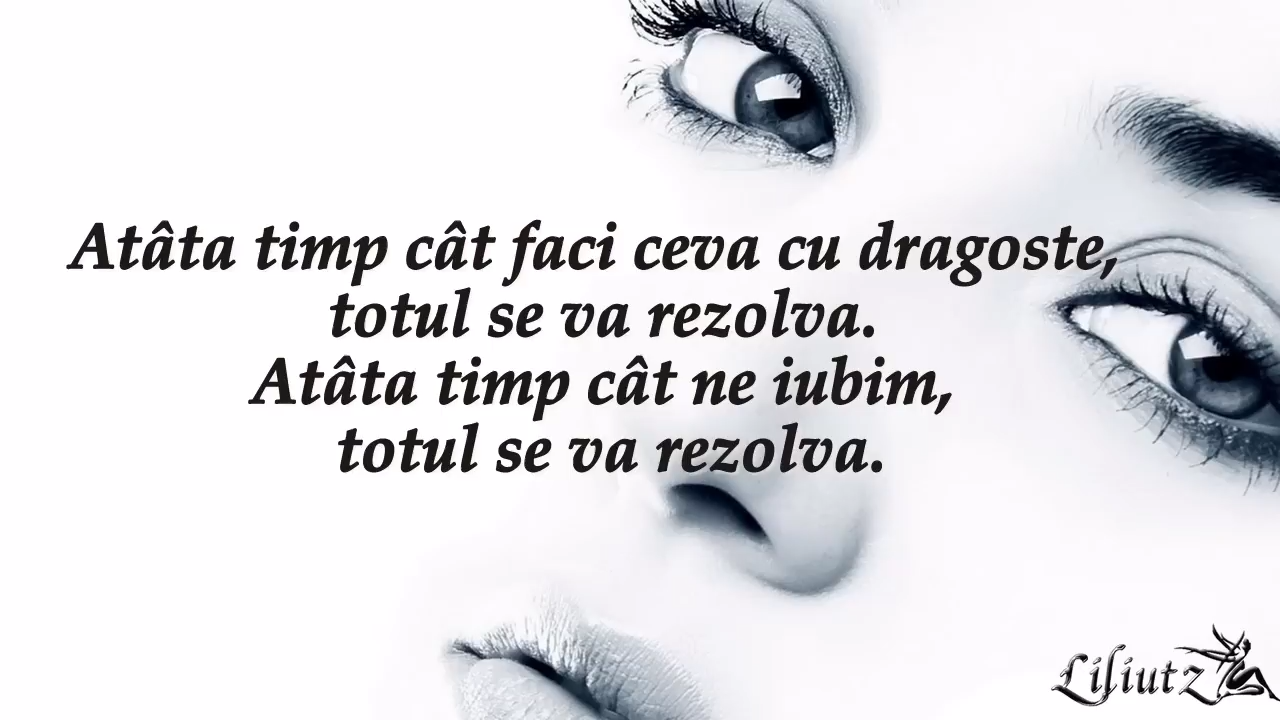 Atâta timp cât faci ceva cu dragoste,
totul se va rezolva.
Atâta timp cât ne iubim,
totul se va rezolva.
Liliutz